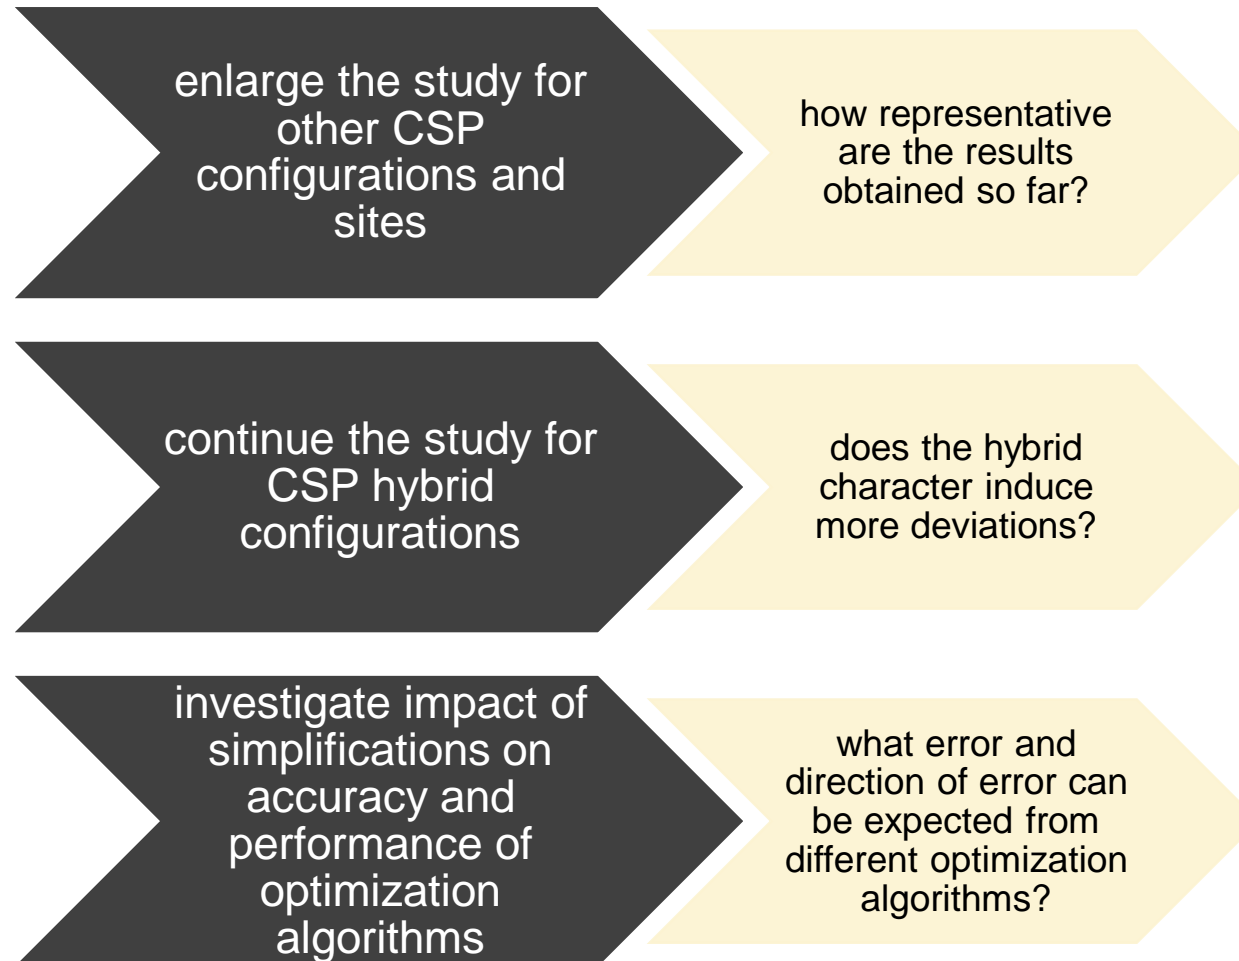 enlarge the study for
other CSP
configurations and
sites
how representative
are the results
obtained so far?
continue the study for
CSP hybrid
configurations
does the hybrid
character induce
more deviations?
investigate impact of
simplifications on
accuracy and
performance of
optimization
algorithms
what error and
direction of error can
be expected from
different optimization
algorithms?